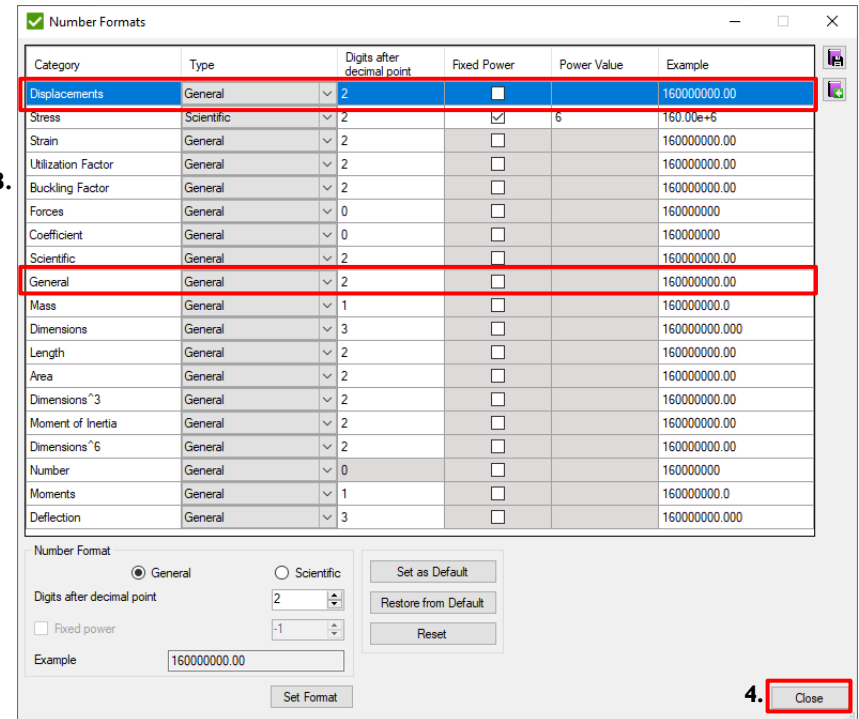 Number Formats
Category Type Digits after decimal point Fixed Power Power Value Example
Displacements General 2 160000000.00
Stress Scientific 2 6 160.00e+6
Strain General 2 160000000.00
Utilization Factor General 2 160000000.00
3. Buckling Factor General 2 160000000.00
Forces General 0 160000000
Coefficient General 0 160000000
Scientific General 2 160000000.00
General General 2 160000000.00
Mass General 1 160000000.0
Dimensions General 3 160000000.000
Length General 2 160000000.00
Area General 2 160000000.00
Dimensions^3 General 2 160000000.00
Moment of Inertia General 2 160000000.00
Dimensions^6 General 2 160000000.00
Number General 0 160000000
Moments General 1 160000000.0
Deflection General 3 160000000.000
Number Format
General Scientific Set as Default
Digits after decimal point 2 Restore from Default
Fixed power -1 Reset
Example 160000000.00
Set Format 4. Close